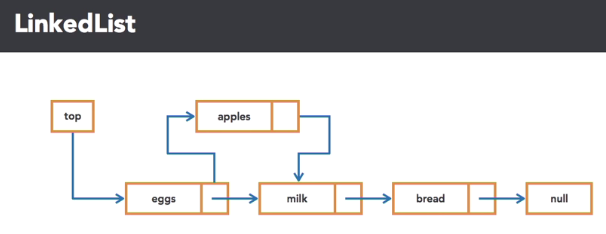 LinkedList
top
apples
eggs
milk
bread
null